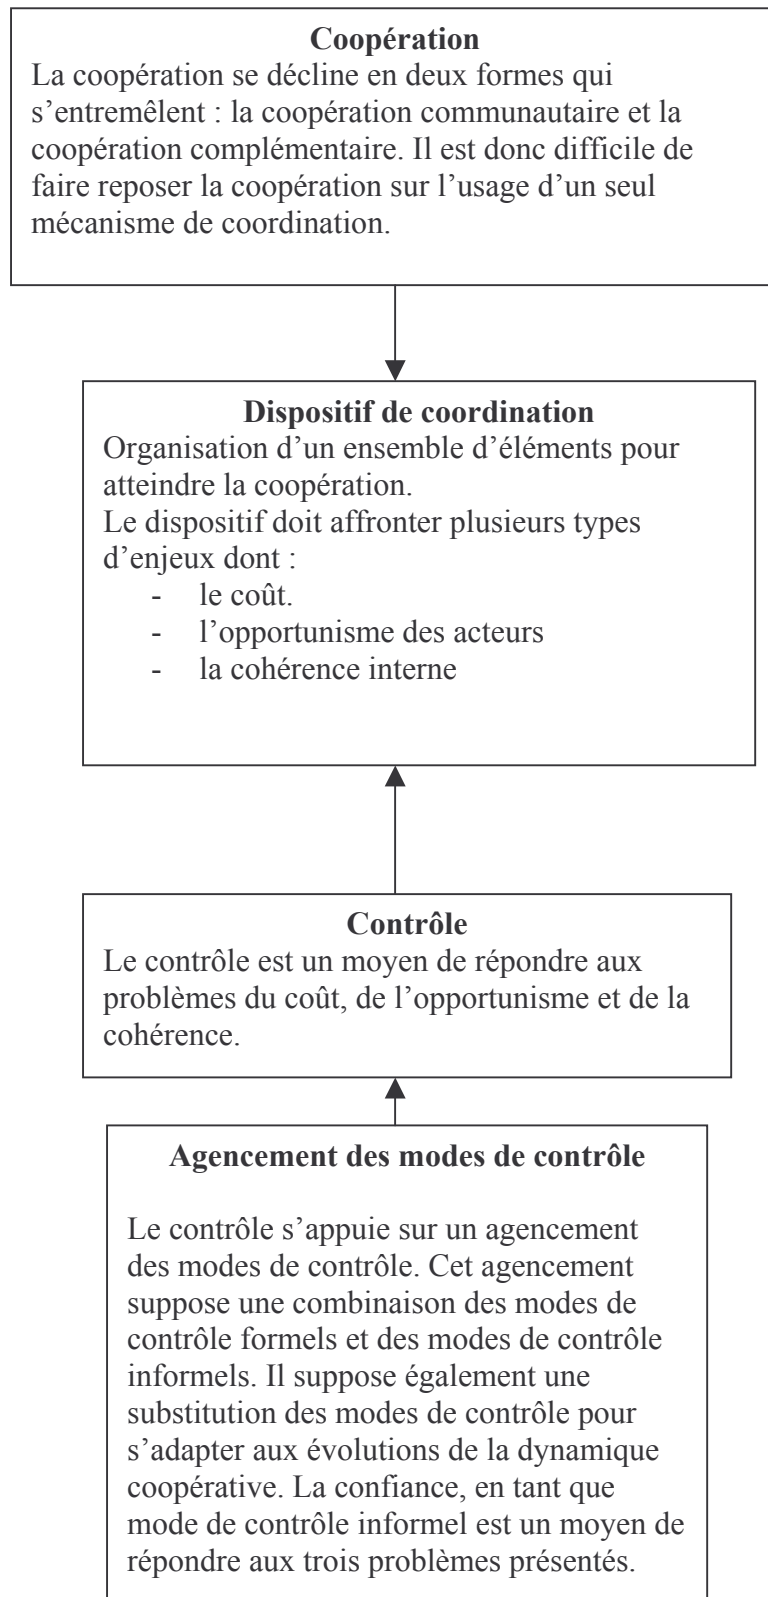 Coopération
La coopération se décline en deux formes qui
s’entremêlent : la coopération communautaire et la
coopération complémentaire. Il est donc difficile de
faire reposer la coopération sur l’usage d’un seul
mécanisme de coordination.
Dispositif de coordination
Organisation d’un ensemble d’éléments pour
atteindre la coopération.
Le dispositif doit affronter plusieurs types
d’enjeux dont :
- le coût.
- l’opportunisme des acteurs
- la cohérence interne
Contrôle
Le contrôle est un moyen de répondre aux
problèmes du coût, de l’opportunisme et de la
cohérence.
Agencement des modes de contrôle
Le contrôle s’appuie sur un agencement
des modes de contrôle. Cet agencement
suppose une combinaison des modes de
contrôle formels et des modes de contrôle
informels. Il suppose également une
substitution des modes de contrôle pour
s’adapter aux évolutions de la dynamique
coopérative. La confiance, en tant que
mode de contrôle informel est un moyen de
répondre aux trois problèmes présentés.